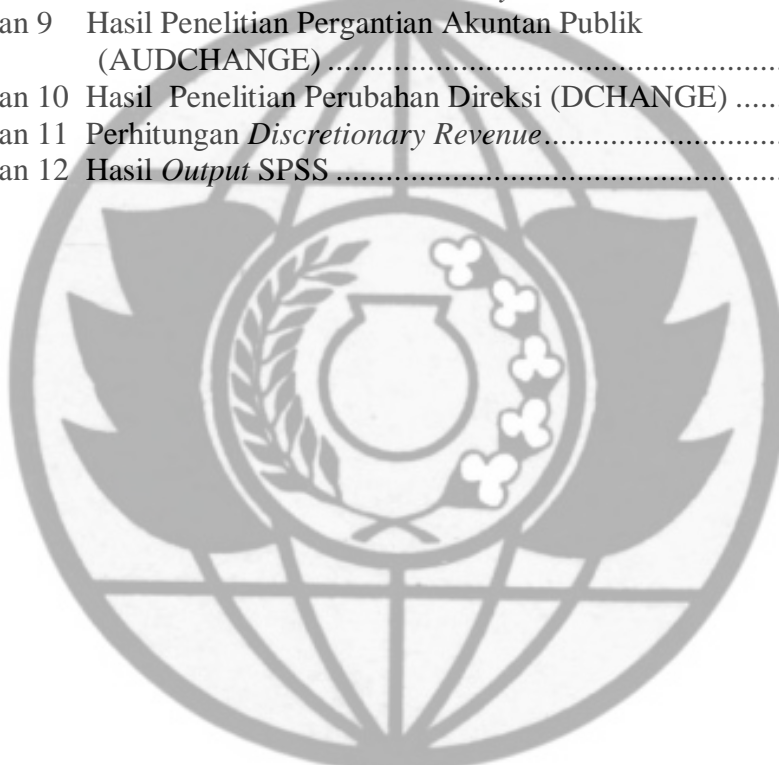 an 9 Hasil Penelitian Pergantian Akuntan Publik
(AUDCHANGE) ........................................................
an 10 Hasil Penelitian Perubahan Direksi (DCHANGE) .....
an 11 Perhitungan Discretionary Revenue............................
an 12 Hasil Output SPSS .......................................................